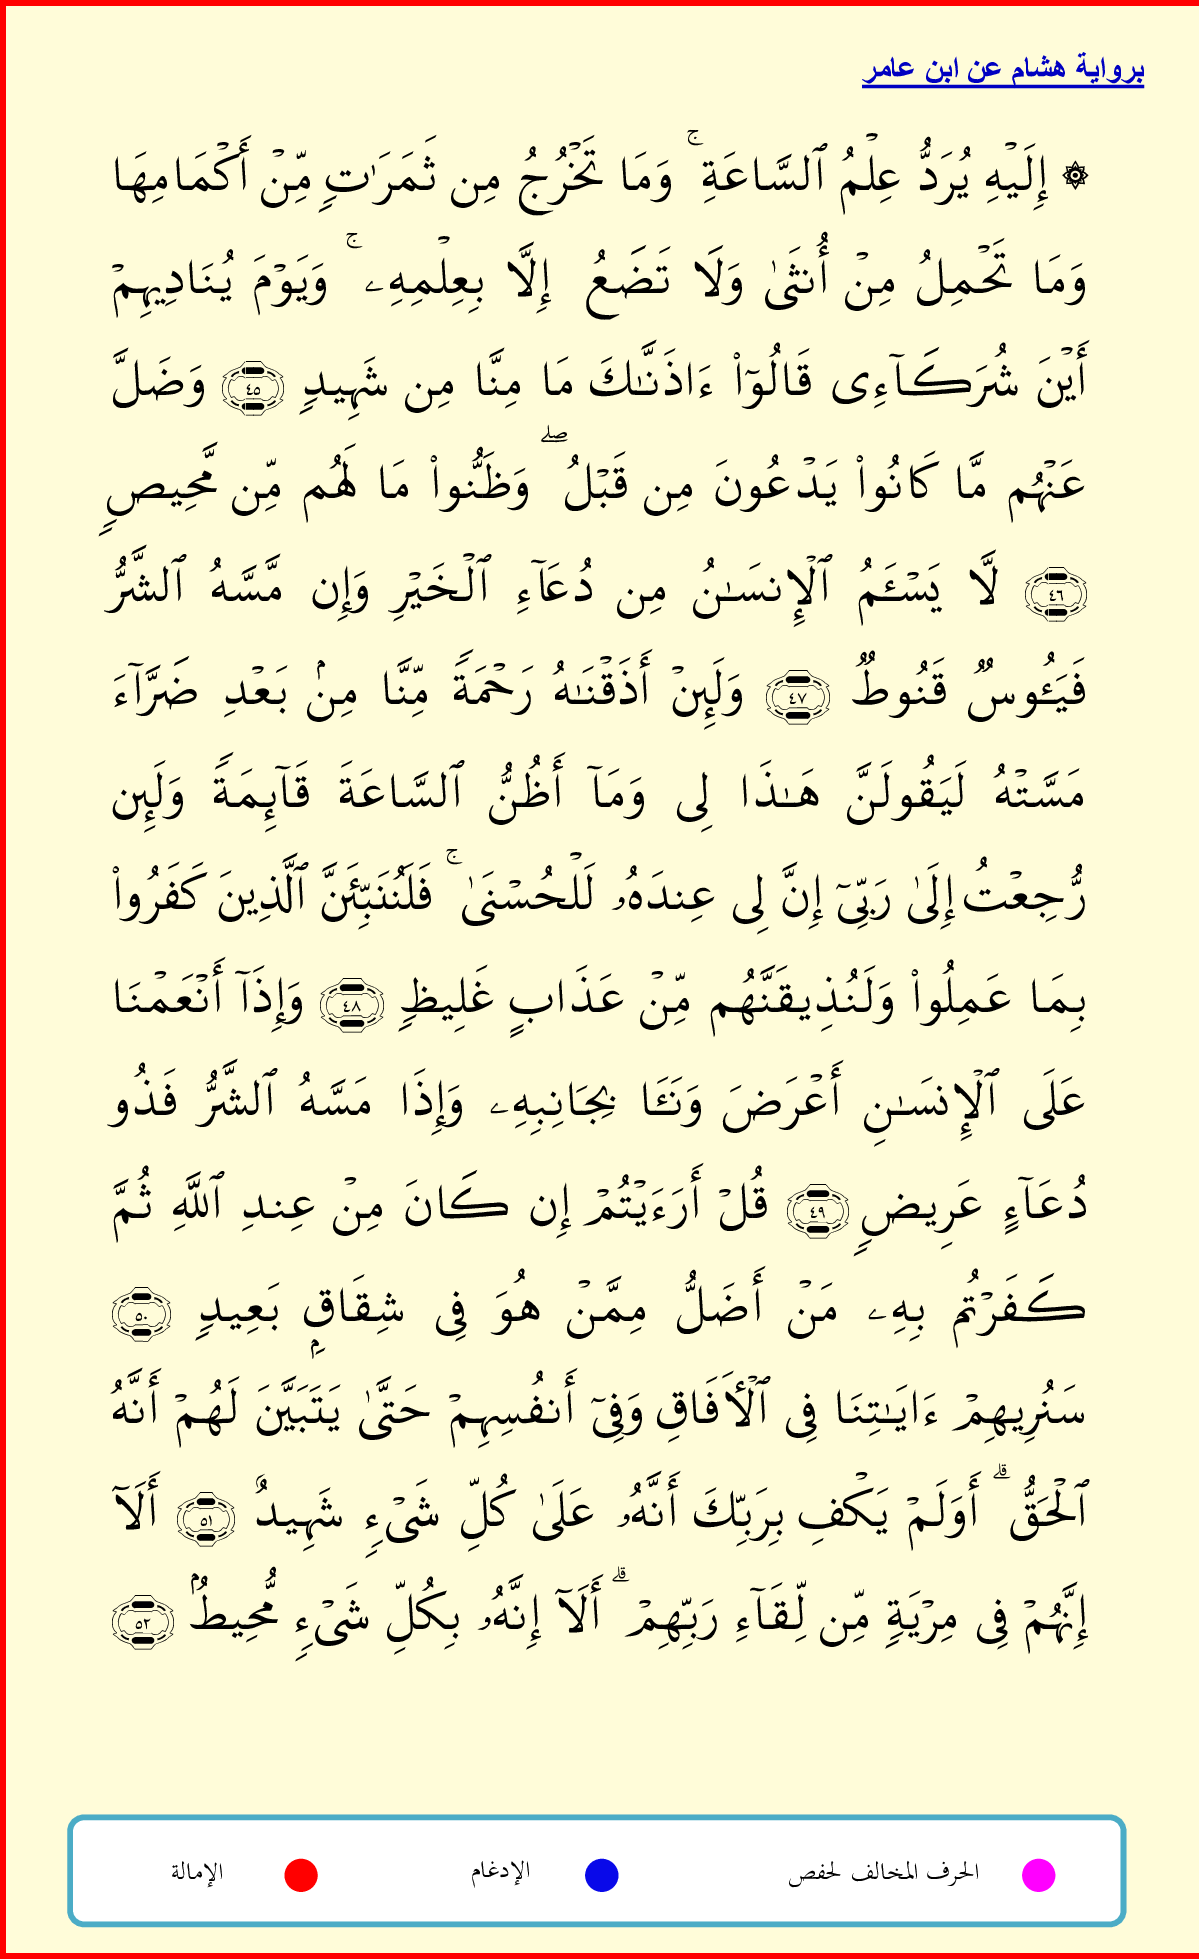 برواية هشام عن ابن عامر
۞ إِلَيۡهِ يُرَدُّ عِلۡمُ ٱلسَّاعَةِۚ وَمَا تَخۡرُجُ مِن ثَمَرَٰتٖ مِّنۡ أَكۡمَامِهَا
وَمَا تَحۡمِلُ مِنۡ أُنثَىٰ وَلَا تَضَعُ إِلَّا بِعِلۡمِهِۦۚ وَيَوۡمَ يُنَادِيهِمۡ
أَيۡنَ شُرَكَآءِی قَالُوٓاْ ءَاذَنَّـٰكَ مَا مِنَّا مِن شَهِيدٖ ٤٥ وَضَلَّ
عَنۡهُم مَّا كَانُواْ يَدۡعُونَ مِن قَبۡلُۖ وَظَنُّواْ مَا لَهُم مِّن مَّحِيصٖ
٤٦ لَّا يَسۡـَٔمُ ٱلۡإِنسَـٰنُ مِن دُعَآءِ ٱلۡخَيۡرِ وَإِن مَّسَّهُ ٱلشَّرُّ
فَيَـُٔوسٞ قَنُوطٞ ٤٧ وَلَئِنۡ أَذَقۡنَـٰهُ رَحۡمَةٗ مِّنَّا مِنۢ بَعۡدِ ضَرَّآءَ
مَسَّتۡهُ لَيَقُولَنَّ هَـٰذَا لِی وَمَآ أَظُنُّ ٱلسَّاعَةَ قَآئِمَةٗ وَلَئِن
رُّجِعۡتُ إِلَىٰ رَبِّیٓ إِنَّ لِی عِندَهُۥ لَلۡحُسۡنَىٰۚ فَلَنُنَبِّئَنَّ ٱلَّذِينَ كَفَرُواْ
بِمَا عَمِلُواْ وَلَنُذِيقَنَّهُم مِّنۡ عَذَابٍ غَلِيظٖ ٤٨ وَإِذَآ أَنۡعَمۡنَا
عَلَى ٱلۡإِنسَـٰنِ أَعۡرَضَ وَنَـَٔا بِجَانِبِهِۦ وَإِذَا مَسَّهُ ٱلشَّرُّ فَذُو
دُعَآءٍ عَرِيضٖ ٤٩ قُلۡ أَرَءَيۡتُمۡ إِن كَانَ مِنۡ عِندِ ٱللَّهِ ثُمَّ
كَفَرۡتُم بِهِۦ مَنۡ أَضَلُّ مِمَّنۡ هُوَ فِی شِقَاقِۭ بَعِيدٖ ٥٠
سَنُرِيهِمۡ ءَايَـٰتِنَا فِی ٱلۡأٓفَاقِ وَفِیٓ أَنفُسِهِمۡ حَتَّىٰ يَتَبَيَّنَ لَهُمۡ أَنَّهُ
ٱلۡحَقُّۗ أَوَلَمۡ يَكۡفِ بِرَبِّكَ أَنَّهُۥ عَلَىٰ كُلِّ شَیۡءٖ شَهِيدٌ ٥١ أَلَآ
إِنَّهُمۡ فِی مِرۡيَةٖ مِّن لِّقَآءِ رَبِّهِمۡۗ أَلَآ إِنَّهُۥ بِكُلِّ شَیۡءٖ مُّحِيطُۢ ٥٢
الحرف المخالف لحفص الإدغام الإمالة